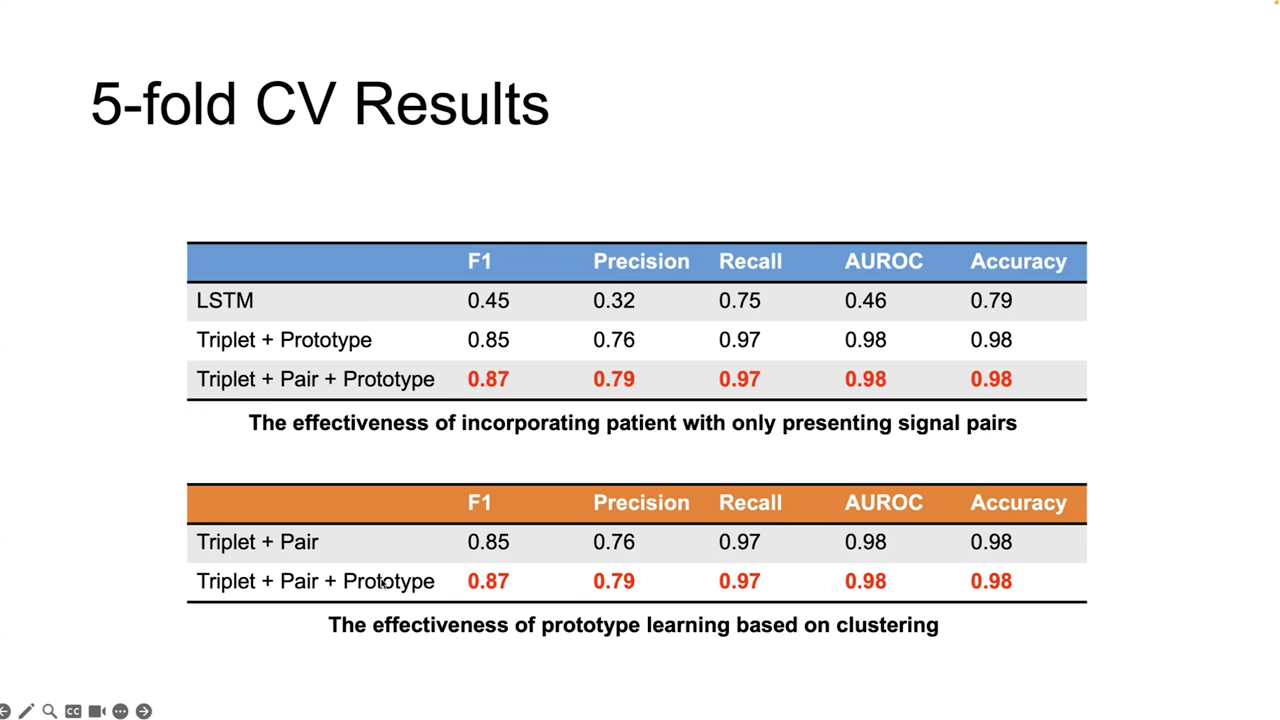 5-fold CV Results
F1 Precision Recall AUROC Accuracy
LSTM 0.45 0.32 0.75 0.46 0.79
Triplet + Prototype 0.85 0.76 0.97 0.98 0.98
Triplet + Pair + Prototype 0.87 0.79 0.97 0.98 0.98
The effectiveness of incorporating patient with only presenting signal pairs
F1 Precision Recall AUROC Accuracy
Triplet + Pair 0.85 0.76 0.97 0.98 0.98
Triplet + Pair + Prototype 0.87 0.79 0.97 0.98 0.98
The effectiveness of prototype learning based on clustering
CC